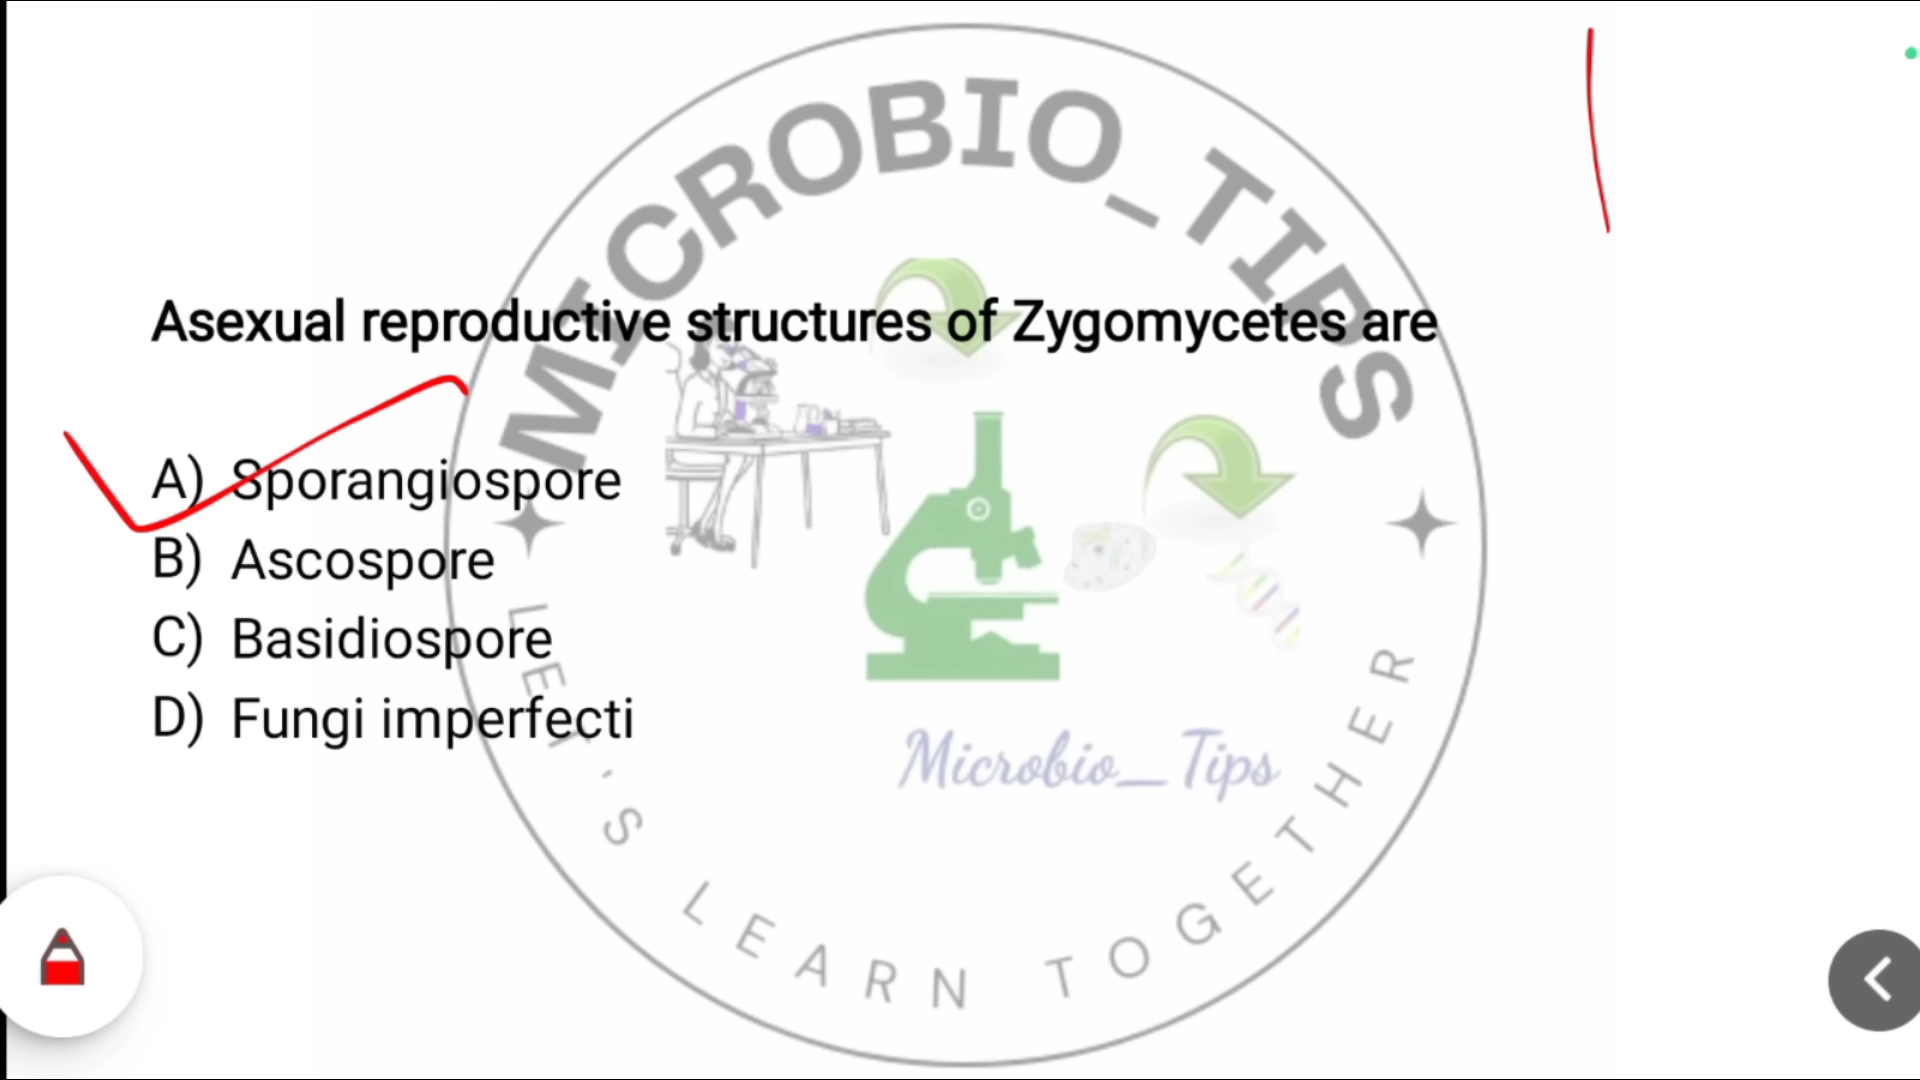 MICROBIO_TIPS
Asexual reproductive structures of Zygomycetes are
A) Sporangiospore
B) Ascospore
C) Basidiospore
D) Fungi imperfecti
Microbio_Tips
LET'S LEARN TOGETHER